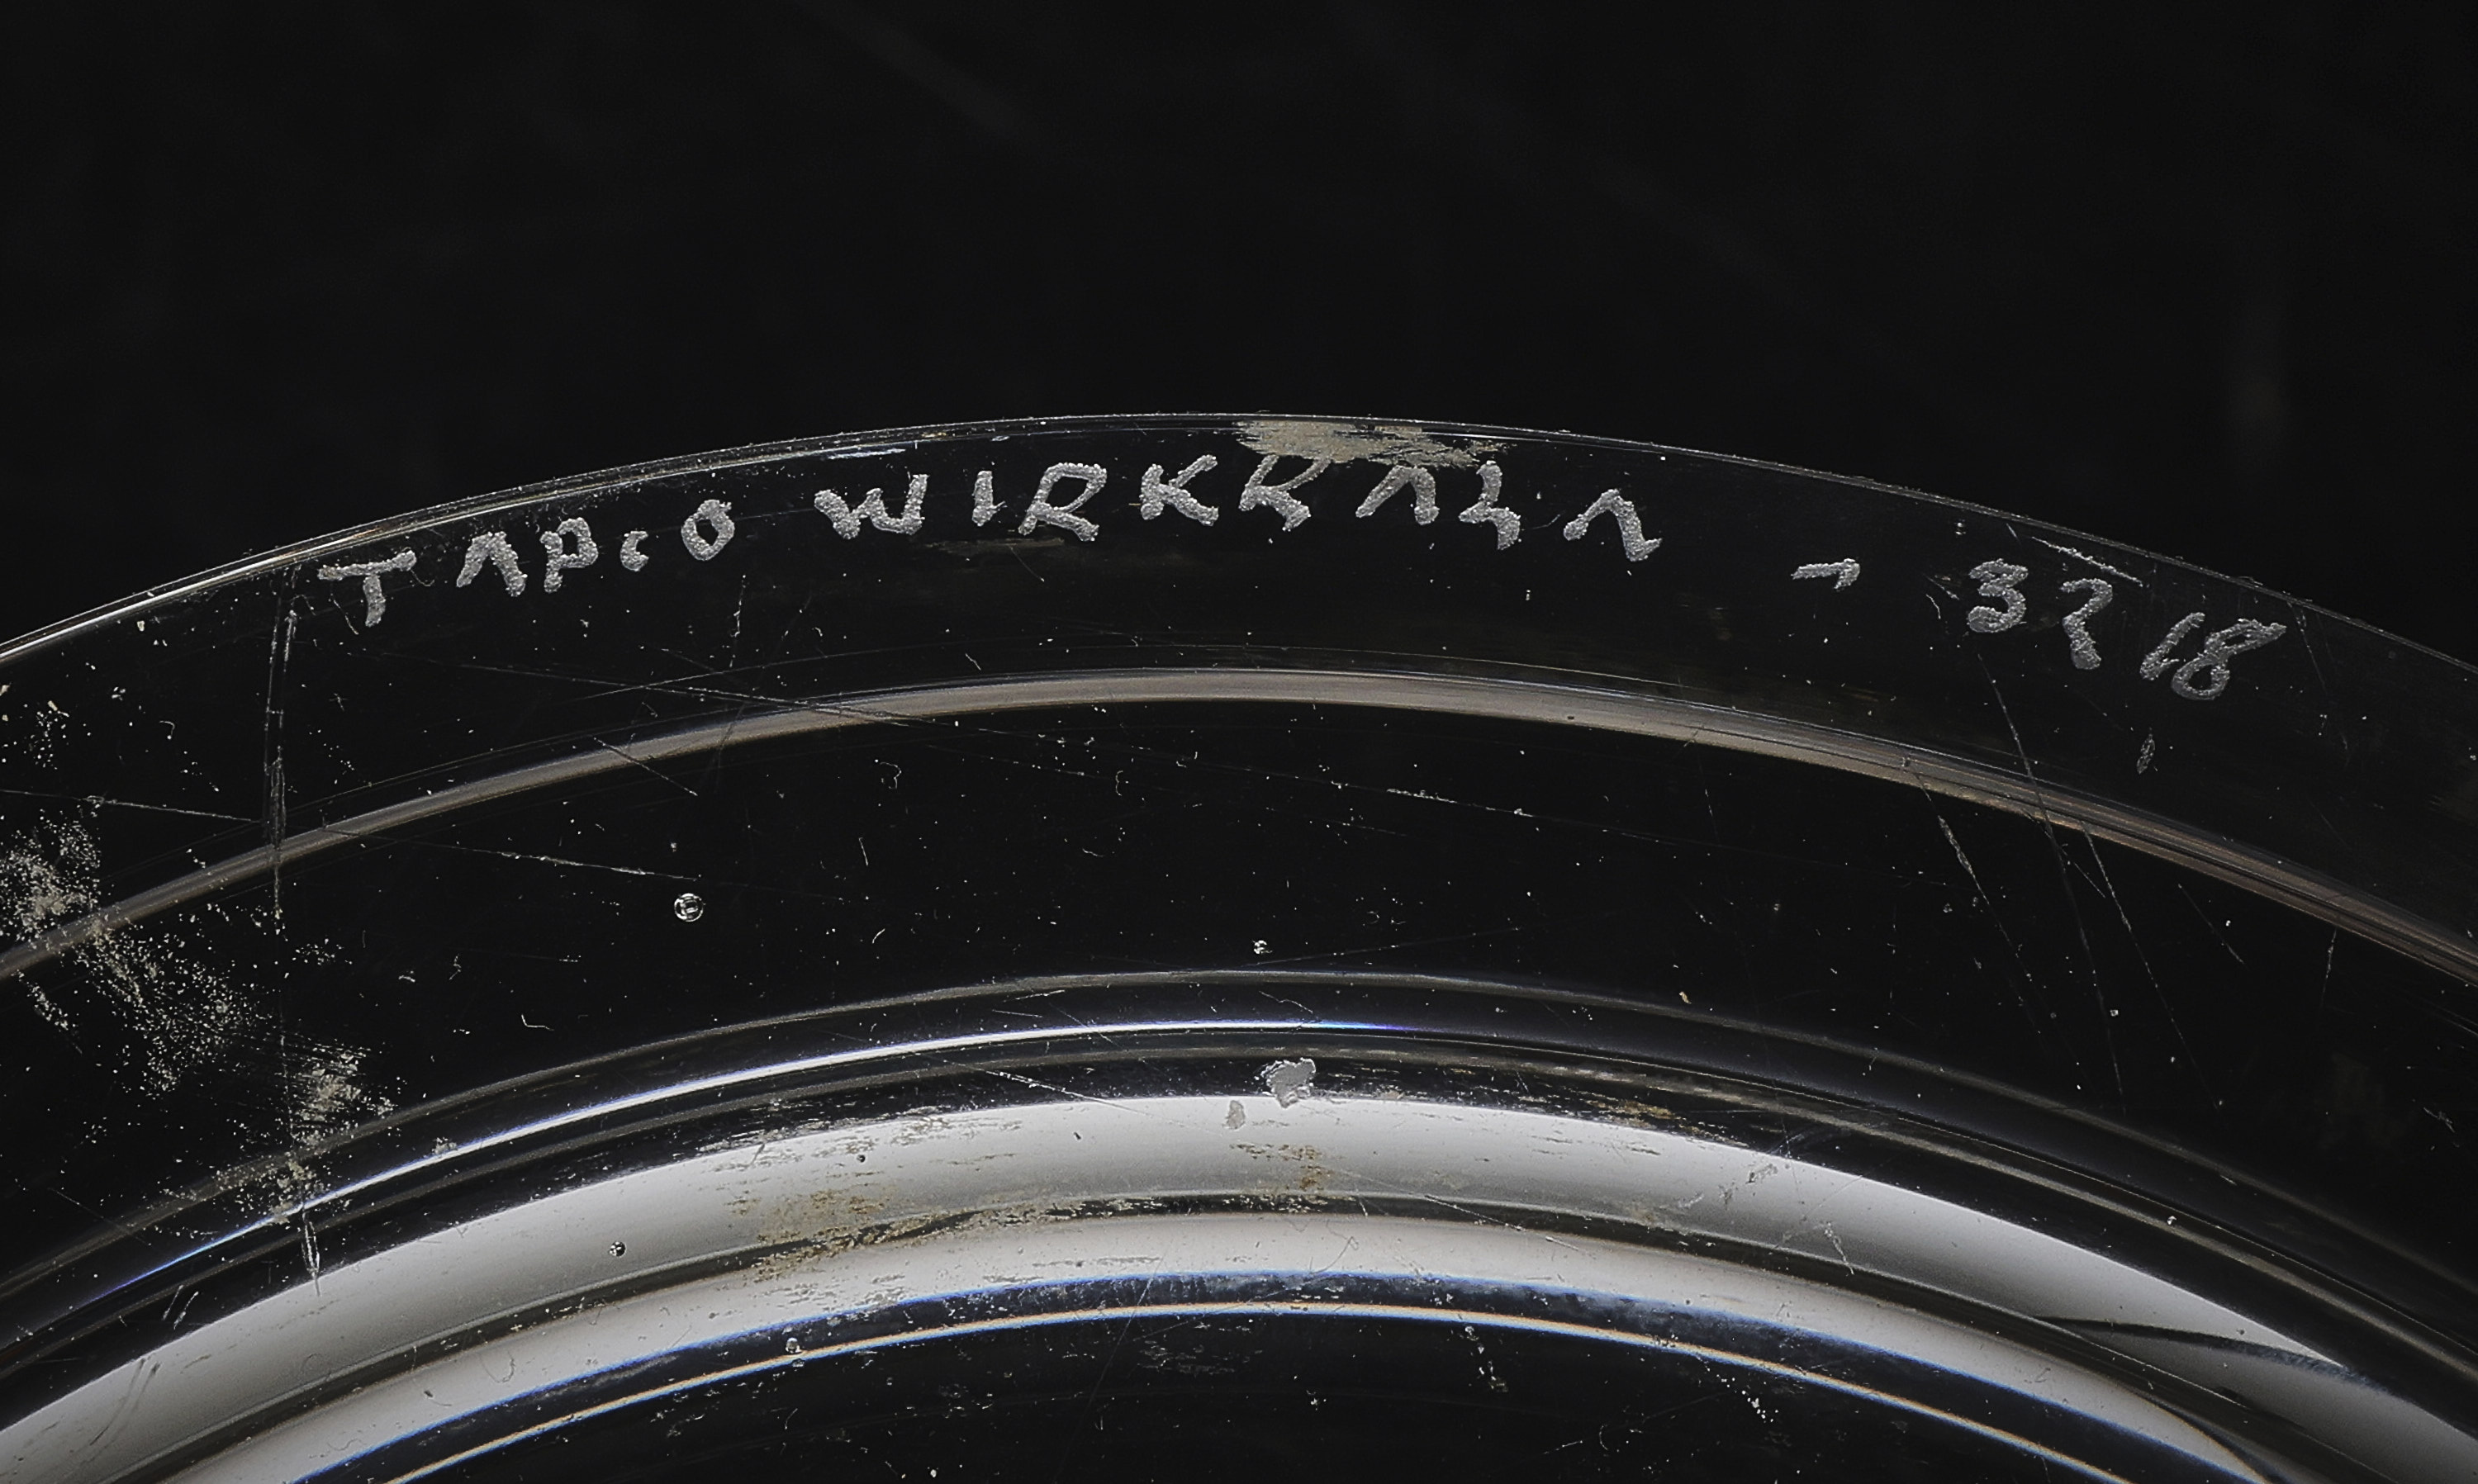 TAPIO WIRKKALA - 3218